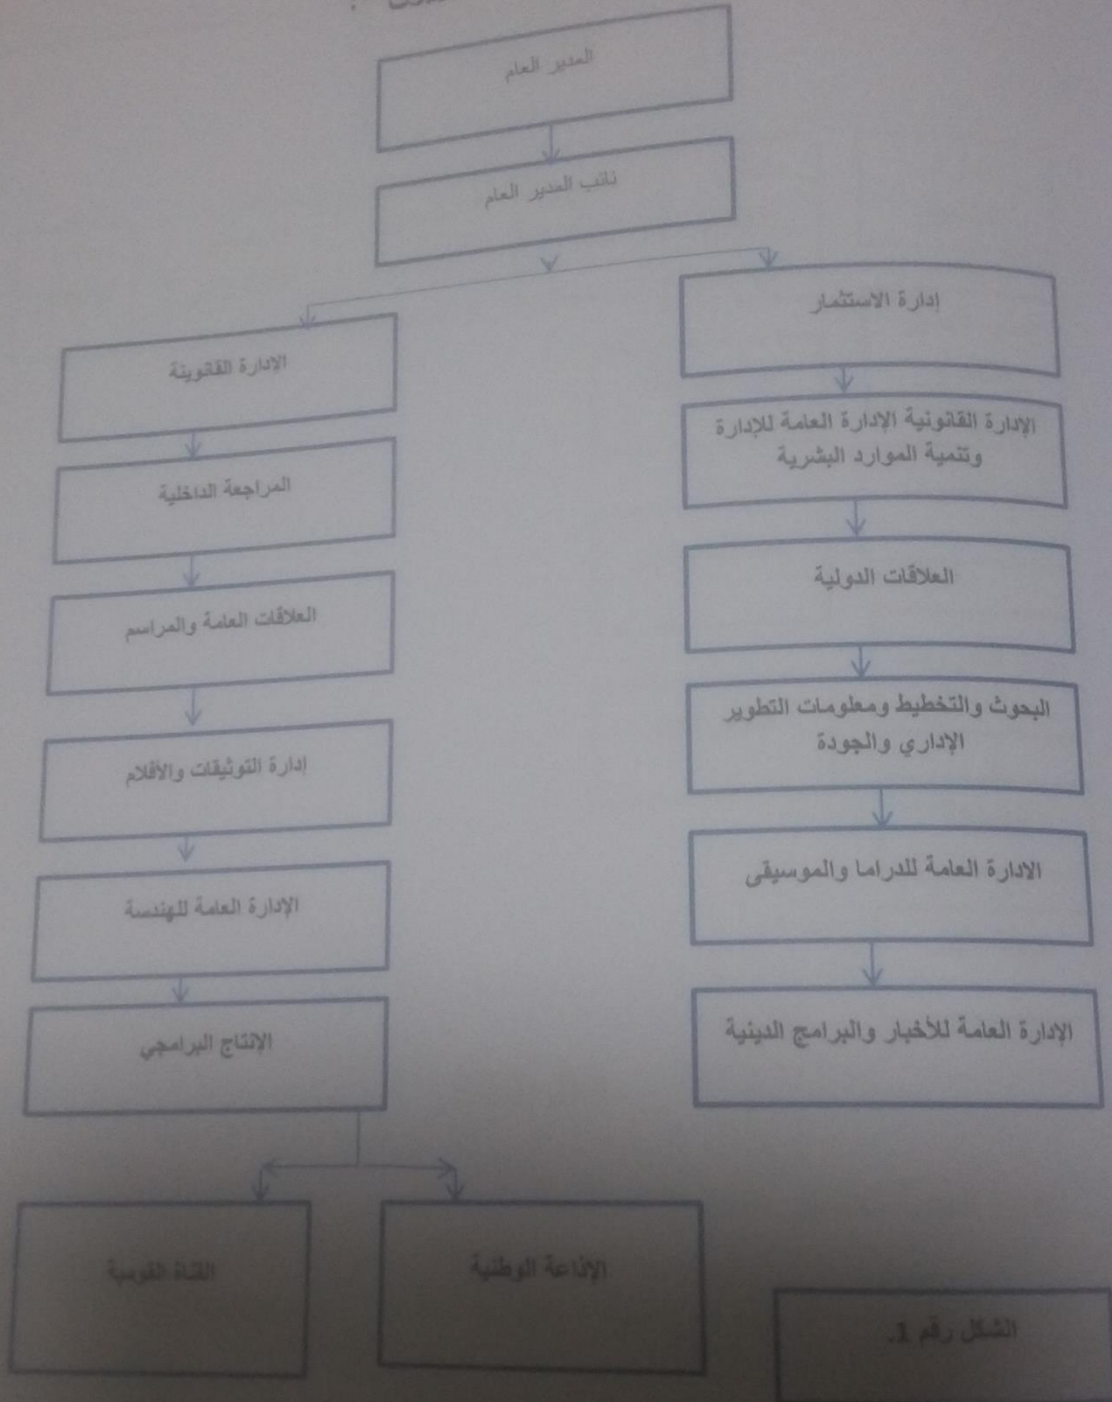 المدير العام
نائب المدير العام
إدارة الاستثمار
الإدارة القانونية الإدارة العامة للإدارة
وتنمية الموارد البشرية
العلاقات الدولية
البحوث والتخطيط ومعلومات التطوير
الإداري والجودة
الادارة العامة للدراما والموسيقى
الإدارة العامة للأخبار والبرامج الدينية
الإدارة القانوينة
المراجعة الداخلية
العلاقات العامة والمراسم
إدارة التوثيقات والأفلام
الإدارة العامة للهندسة
الإنتاج البرامجي
الإذاعة الوطنية
القناة القومية
الشكل رقم 1.